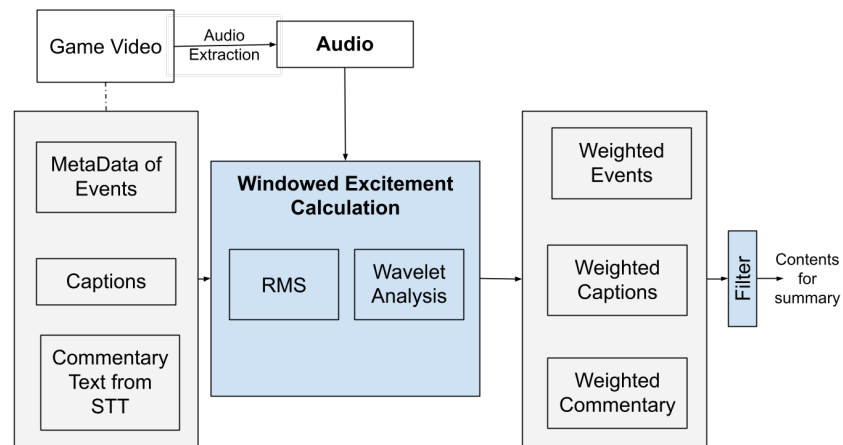 Game Video
Audio
Extraction
Audio
MetaData of
Events
Captions
Commentary
Text from
STT
Windowed Excitement
Calculation
RMS
Wavelet
Analysis
Weighted
Events
Weighted
Captions
Weighted
Commentary
Filter
Contents
for
summary